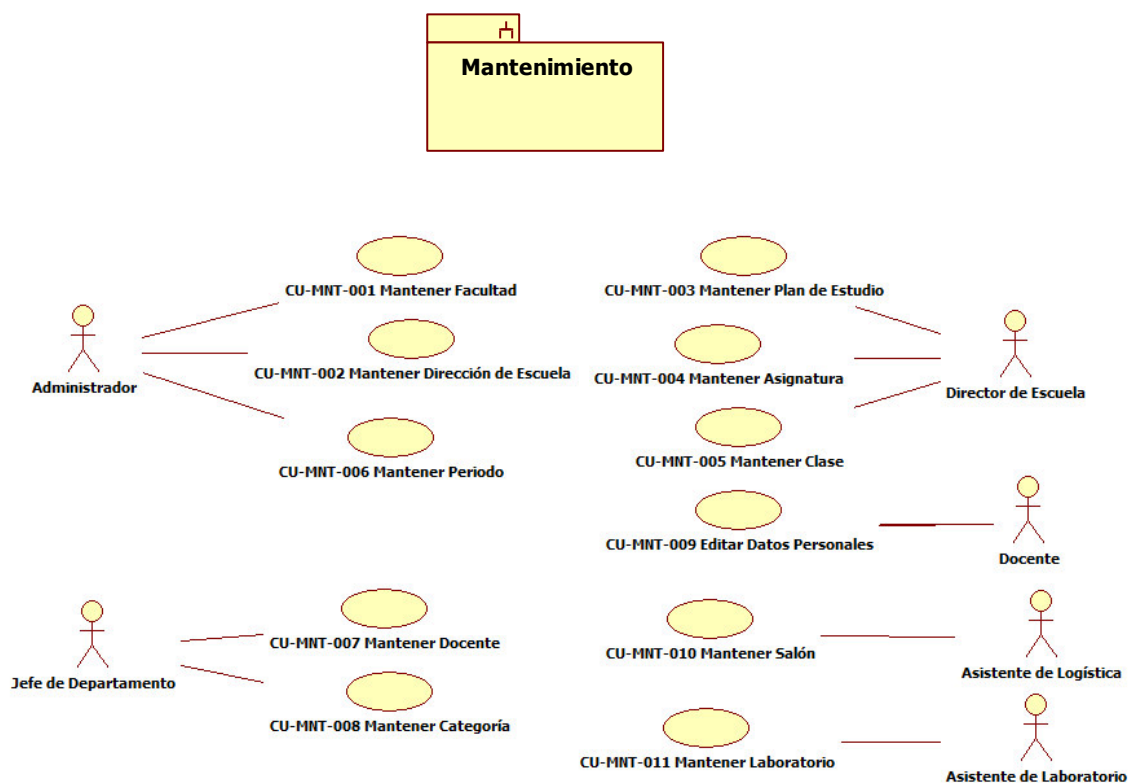 Mantenimiento
CU-MNT-001 Mantener Facultad
CU-MNT-003 Mantener Plan de Estudio
Administrador
CU-MNT-002 Mantener Dirección de Escuela
CU-MNT-004 Mantener Asignatura
Director de Escuela
CU-MNT-006 Mantener Periodo
CU-MNT-005 Mantener Clase
CU-MNT-009 Editar Datos Personales
Docente
CU-MNT-007 Mantener Docente
CU-MNT-010 Mantener Salón
Jefe de Departamento
Asistente de Logística
CU-MNT-008 Mantener Categoría
CU-MNT-011 Mantener Laboratorio
Asistente de Laboratorio